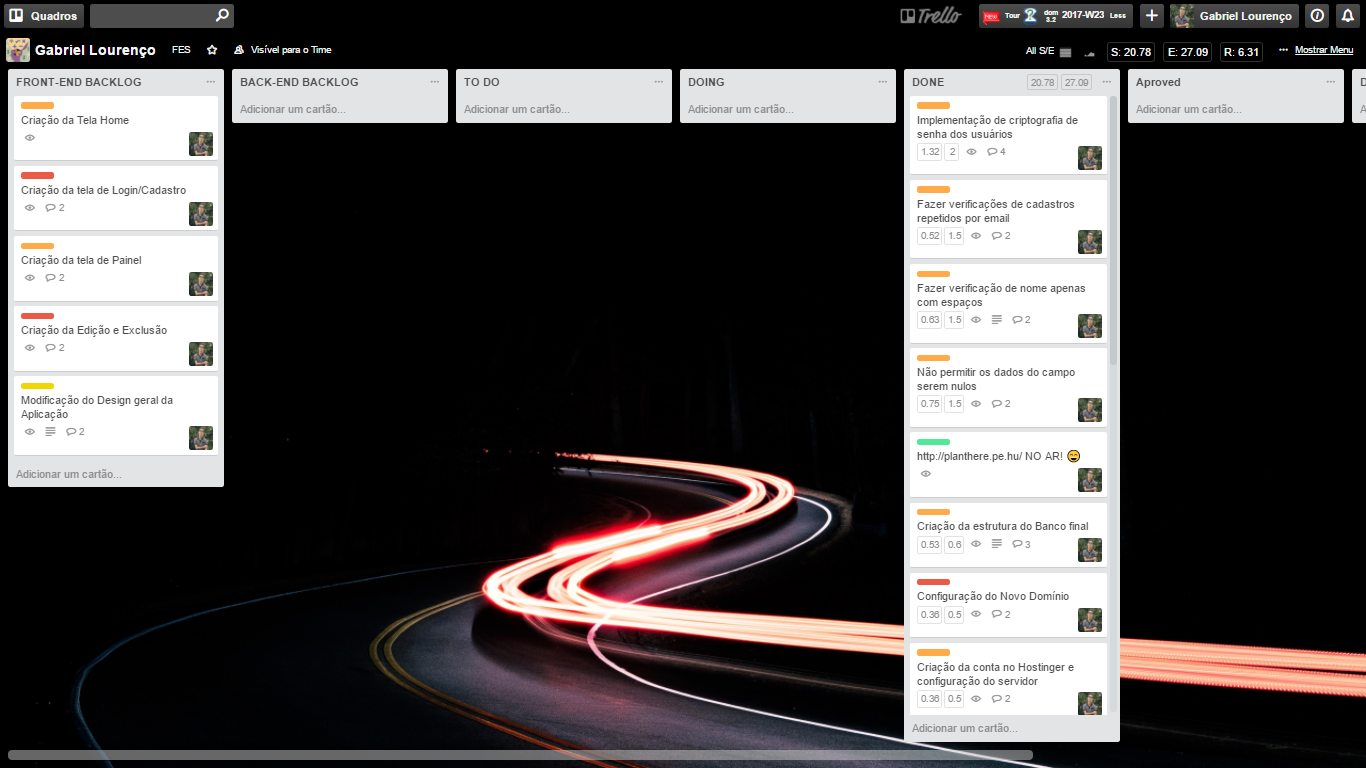 Quadros
Trello
New
Tour
dom
3.2
2017-W23
Less
Gabriel Lourenço
Gabriel Lourenço
FES
Visível para o Time
All S/E
S: 20.78
E: 27.09
R: 6.31
Mostrar Menu
FRONT-END BACKLOG
Criação da Tela Home
Criação da tela de Login/Cadastro
2
Criação da tela de Painel
2
Criação da Edição e Exclusão
2
Modificação do Design geral da
Aplicação
2
Adicionar um cartão...
BACK-END BACKLOG
Adicionar um cartão...
TO DO
Adicionar um cartão...
DOING
Adicionar um cartão...
DONE
20.78 27.09
Implementação de criptografia de
senha dos usuários
1.32 2 4
Fazer verificações de cadastros
repetidos por email
0.52 1.5 2
Fazer verificação de nome apenas
com espaços
0.63 1.5 2
Não permitir os dados do campo
serem nulos
0.75 1.5 2
http://planthere.pe.hu/ NO AR! 😄
Criação da estrutura do Banco final
0.53 0.6 3
Configuração do Novo Domínio
0.36 0.5 2
Criação da conta no Hostinger e
configuração do servidor
0.36 0.5 2
Adicionar um cartão...
Aproved
Adicionar um cartão...